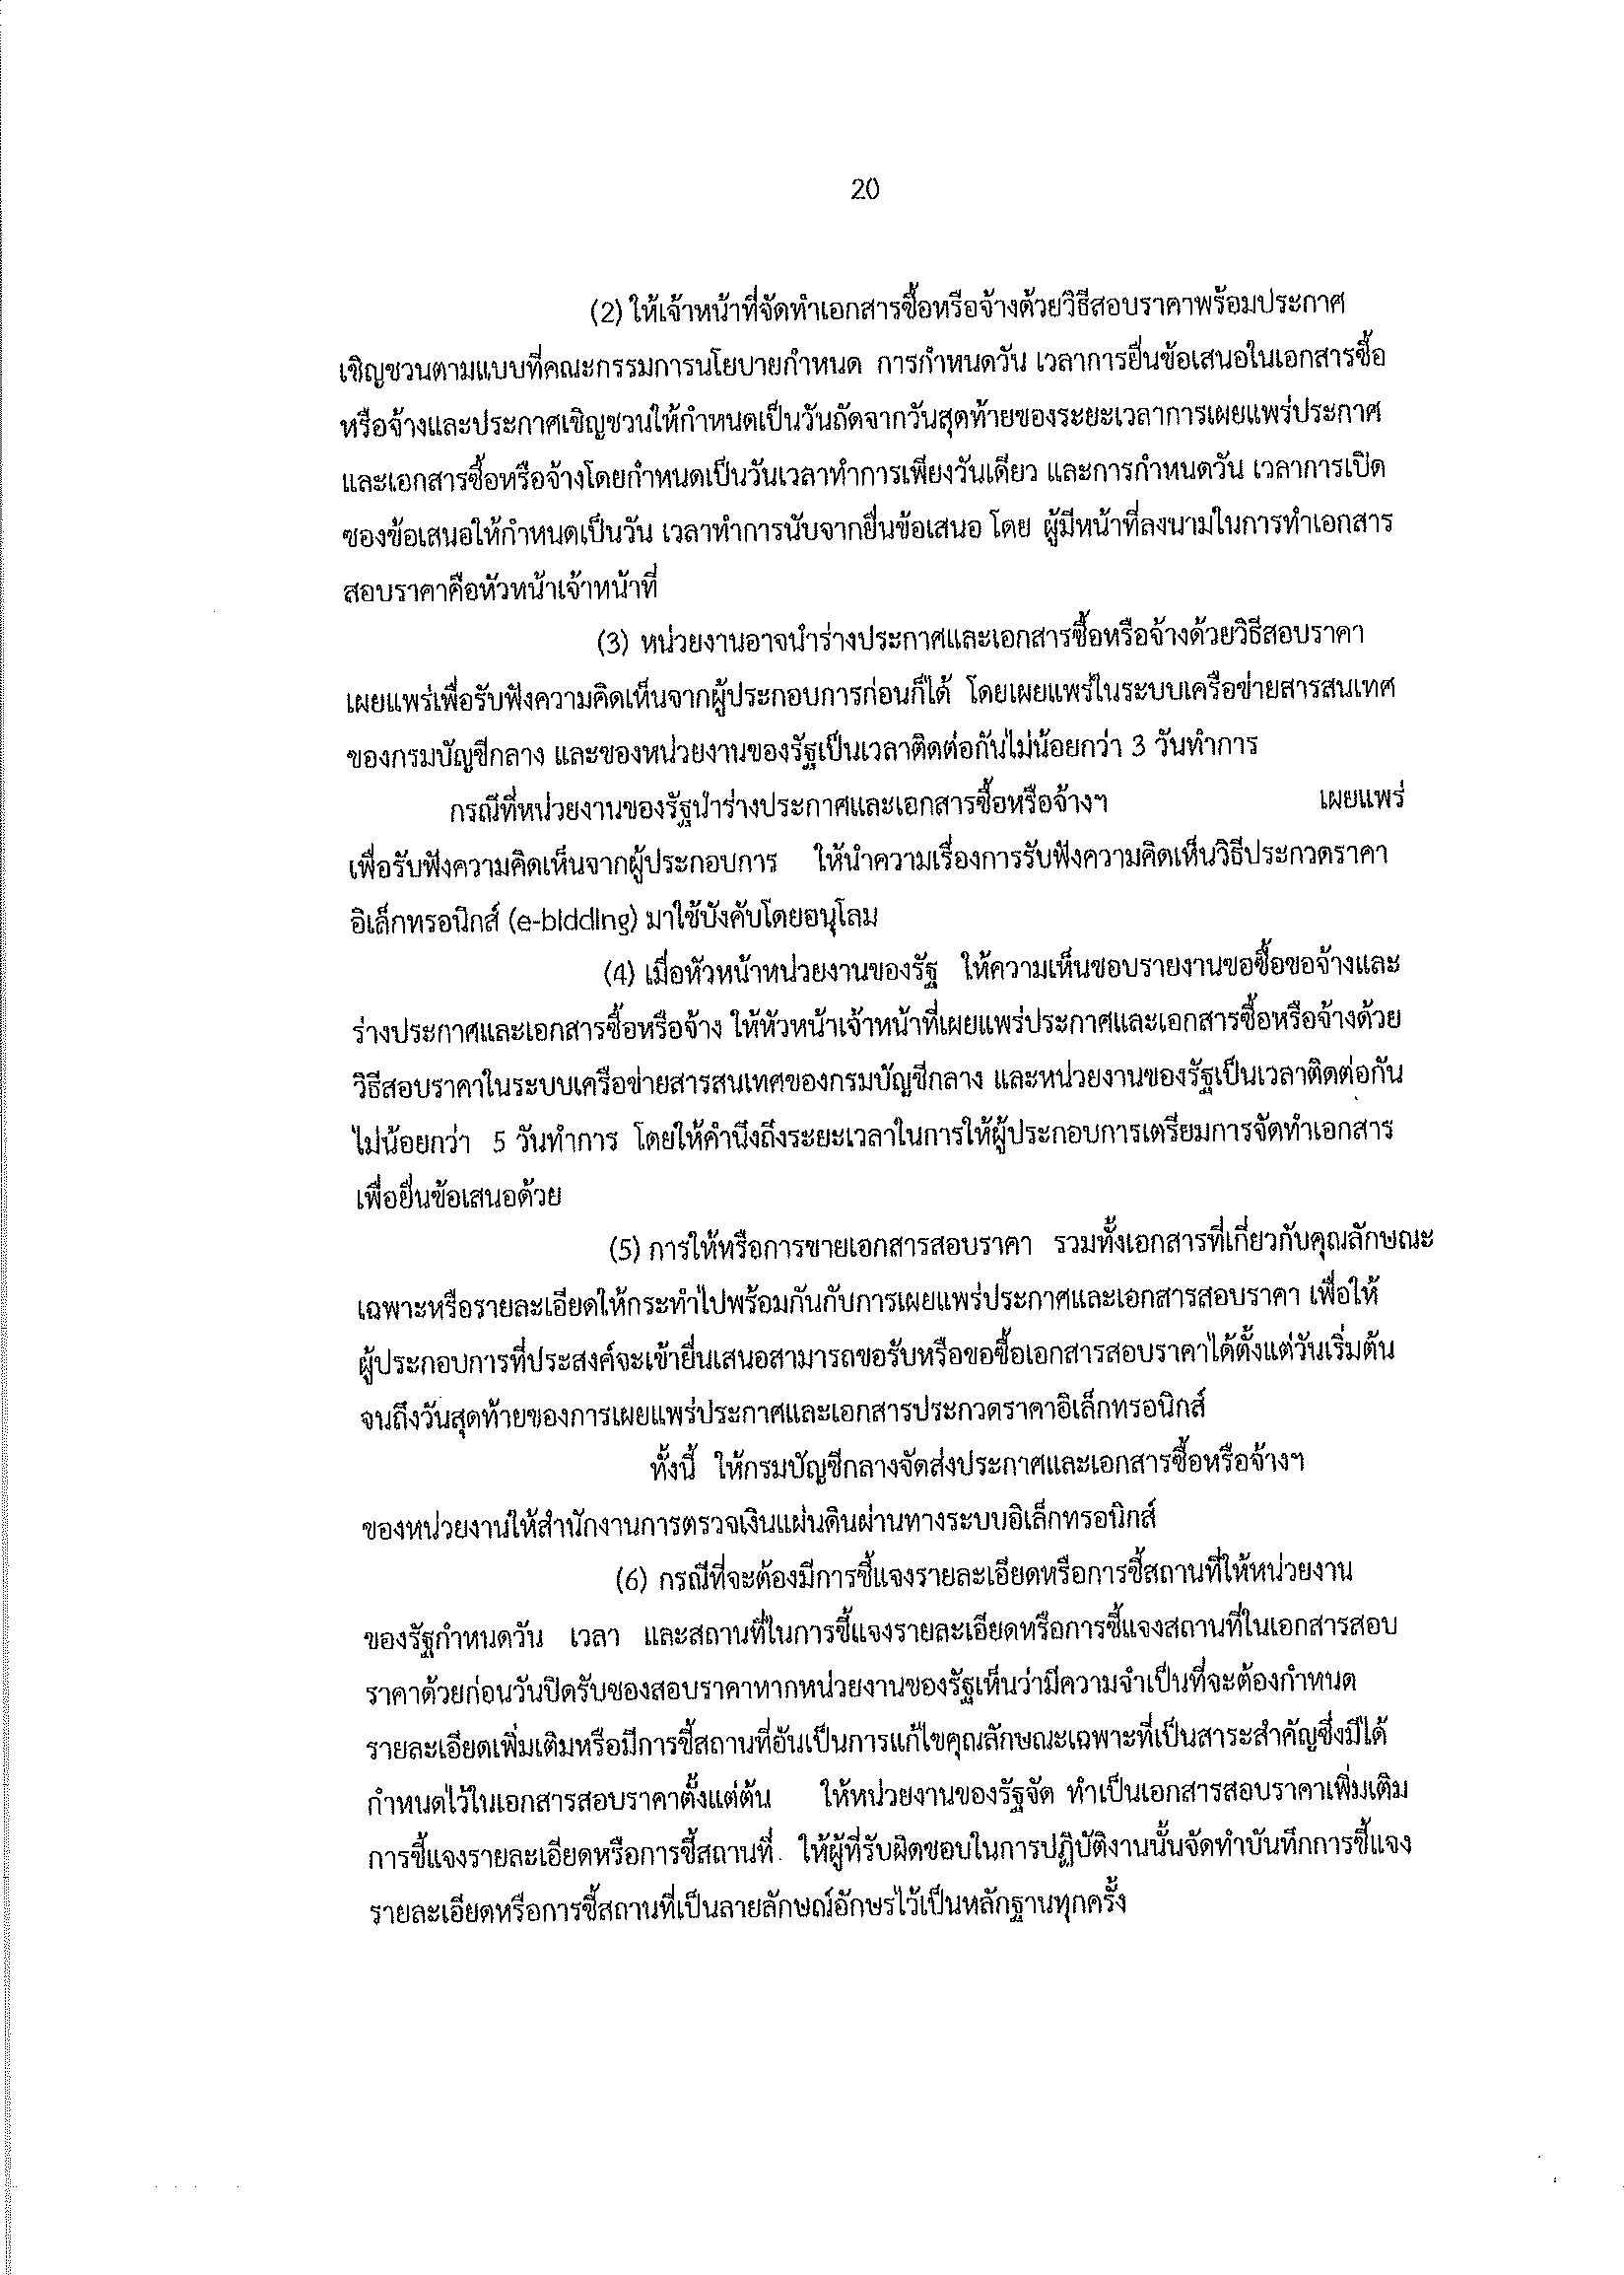 20
(2) ให้เจ้าหน้าที่จัดทำเอกสารซื้อหรือจ้างด้วยวิธีสอบราคาพร้อมประกาศ
เชิญชวนตามแบบที่คณะกรรมการนโยบายกำหนด การกำหนดวัน เวลาการยื่นข้อเสนอในเอกสารซื้อ
หรือจ้างและประกาศเชิญชวนให้กำหนดเป็นวันถัดจากวันสุดท้ายของระยะเวลาการเผยแพร่ประกาศ
และเอกสารซื้อหรือจ้างโดยกำหนดเป็นวันเวลาทำการเพียงวันเดียว และการกำหนดวัน เวลาการเปิด
ซองข้อเสนอให้กำหนดเป็นวัน เวลาทำการนับจากยื่นข้อเสนอ โดย ผู้มีหน้าที่ลงนามในการทำเอกสาร
สอบราคาคือหัวหน้าเจ้าหน้าที่
(3) หน่วยงานอาจนำร่างประกาศและเอกสารซื้อหรือจ้างด้วยวิธีสอบราคา
เผยแพร่เพื่อรับฟังความคิดเห็นจากผู้ประกอบการก่อนก็ได้ โดยเผยแพร่ในระบบเครือข่ายสารสนเทศ
ของกรมบัญชีกลาง และของหน่วยงานของรัฐเป็นเวลาติดต่อกันไม่น้อยกว่า 3 วันทำการ
กรณีที่หน่วยงานของรัฐนำร่างประกาศและเอกสารซื้อหรือจ้างฯ เผยแพร่
เพื่อรับฟังความคิดเห็นจากผู้ประกอบการ ให้นำความเรื่องการรับฟังความคิดเห็นวิธีประกวดราคา
อิเล็กทรอนิกส์ (e-bidding) มาใช้บังคับโดยอนุโลม
(4) เมื่อหัวหน้าหน่วยงานของรัฐ ให้ความเห็นชอบรายงานขอซื้อขอจ้างและ
ร่างประกาศและเอกสารซื้อหรือจ้าง ให้หัวหน้าเจ้าหน้าที่เผยแพร่ประกาศและเอกสารซื้อหรือจ้างด้วย
วิธีสอบราคาในระบบเครือข่ายสารสนเทศของกรมบัญชีกลาง และหน่วยงานของรัฐเป็นเวลาติดต่อกัน
ไม่น้อยกว่า 5 วันทำการ โดยให้คำนึงถึงระยะเวลาในการให้ผู้ประกอบการเตรียมการจัดทำเอกสาร
เพื่อยื่นข้อเสนอด้วย
(5) การให้หรือการขายเอกสารสอบราคา รวมทั้งเอกสารที่เกี่ยวกับคุณลักษณะ
เฉพาะหรือรายละเอียดให้กระทำไปพร้อมกันกับการเผยแพร่ประกาศและเอกสารสอบราคา เพื่อให้
ผู้ประกอบการที่ประสงค์จะเข้ายื่นเสนอสามารถขอรับหรือขอซื้อเอกสารสอบราคาได้ตั้งแต่วันเริ่มต้น
จนถึงวันสุดท้ายของการเผยแพร่ประกาศและเอกสารประกวดราคาอิเล็กทรอนิกส์
ทั้งนี้ ให้กรมบัญชีกลางจัดส่งประกาศและเอกสารซื้อหรือจ้างฯ
ของหน่วยงานให้สำนักงานการตรวจเงินแผ่นดินผ่านทางระบบอิเล็กทรอนิกส์
(6) กรณีที่จะต้องมีการชี้แจงรายละเอียดหรือการชี้สถานที่ให้หน่วยงาน
ของรัฐกำหนดวัน เวลา และสถานที่ในการชี้แจงรายละเอียดหรือการชี้แจงสถานที่ในเอกสารสอบ
ราคาด้วยก่อนวันปิดรับซองสอบราคาหากหน่วยงานของรัฐเห็นว่ามีความจำเป็นที่จะต้องกำหนด
รายละเอียดเพิ่มเติมหรือมีการชี้สถานที่อันเป็นการแก้ไขคุณลักษณะเฉพาะที่เป็นสาระสำคัญซึ่งมิได้
กำหนดไว้ในเอกสารสอบราคาตั้งแต่ต้น ให้หน่วยงานของรัฐจัด ทำเป็นเอกสารสอบราคาเพิ่มเติม
การชี้แจงรายละเอียดหรือการชี้สถานที่ ให้ผู้ที่รับผิดชอบในการปฏิบัติงานนั้นจัดทำบันทึกการชี้แจง
รายละเอียดหรือการชี้สถานที่เป็นลายลักษณ์อักษรไว้เป็นหลักฐานทุกครั้ง